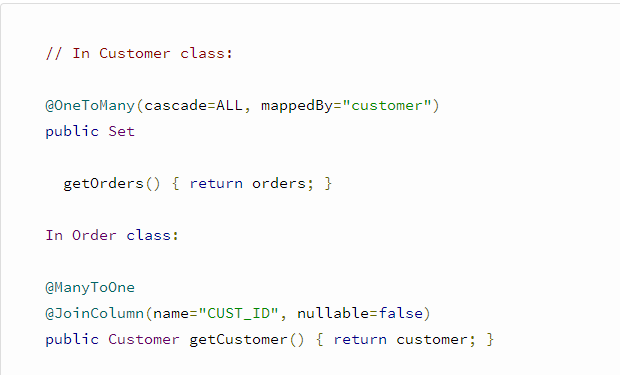 // In Customer class:
@OneToMany(cascade=ALL, mappedBy="customer")
public Set
getOrders() { return orders; }
In Order class:
@ManyToOne
@JoinColumn(name="CUST_ID", nullable=false)
public Customer getCustomer() { return customer; }